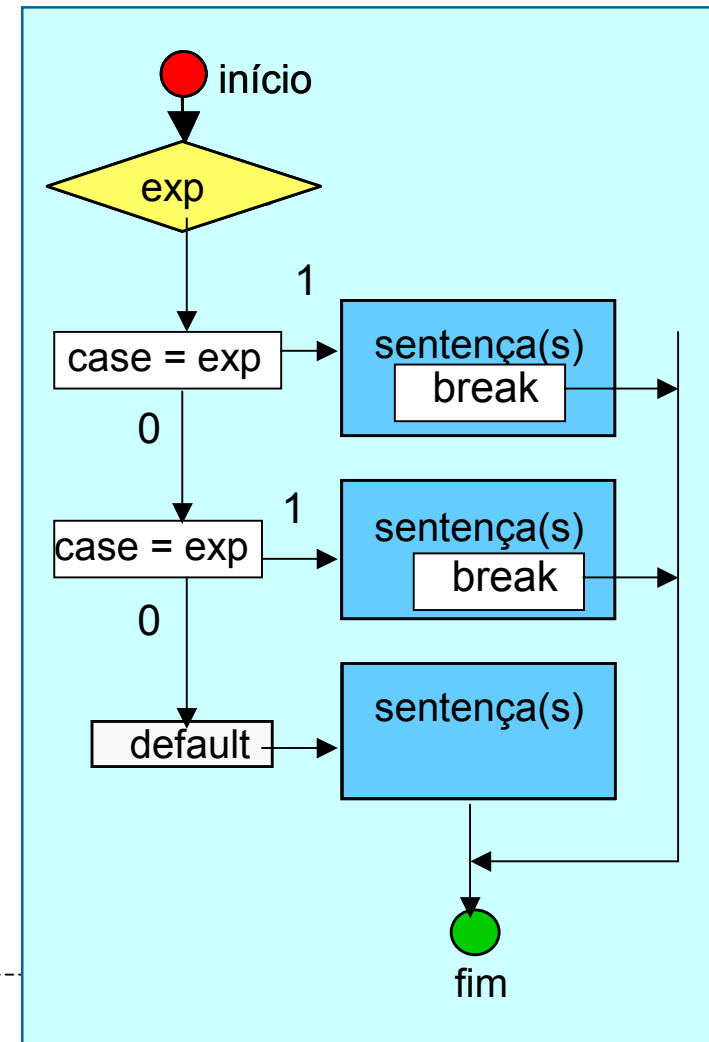 início
exp
1
case = exp
sentença(s)
break
0
1
case = exp
sentença(s)
break
0
default
sentença(s)
fim